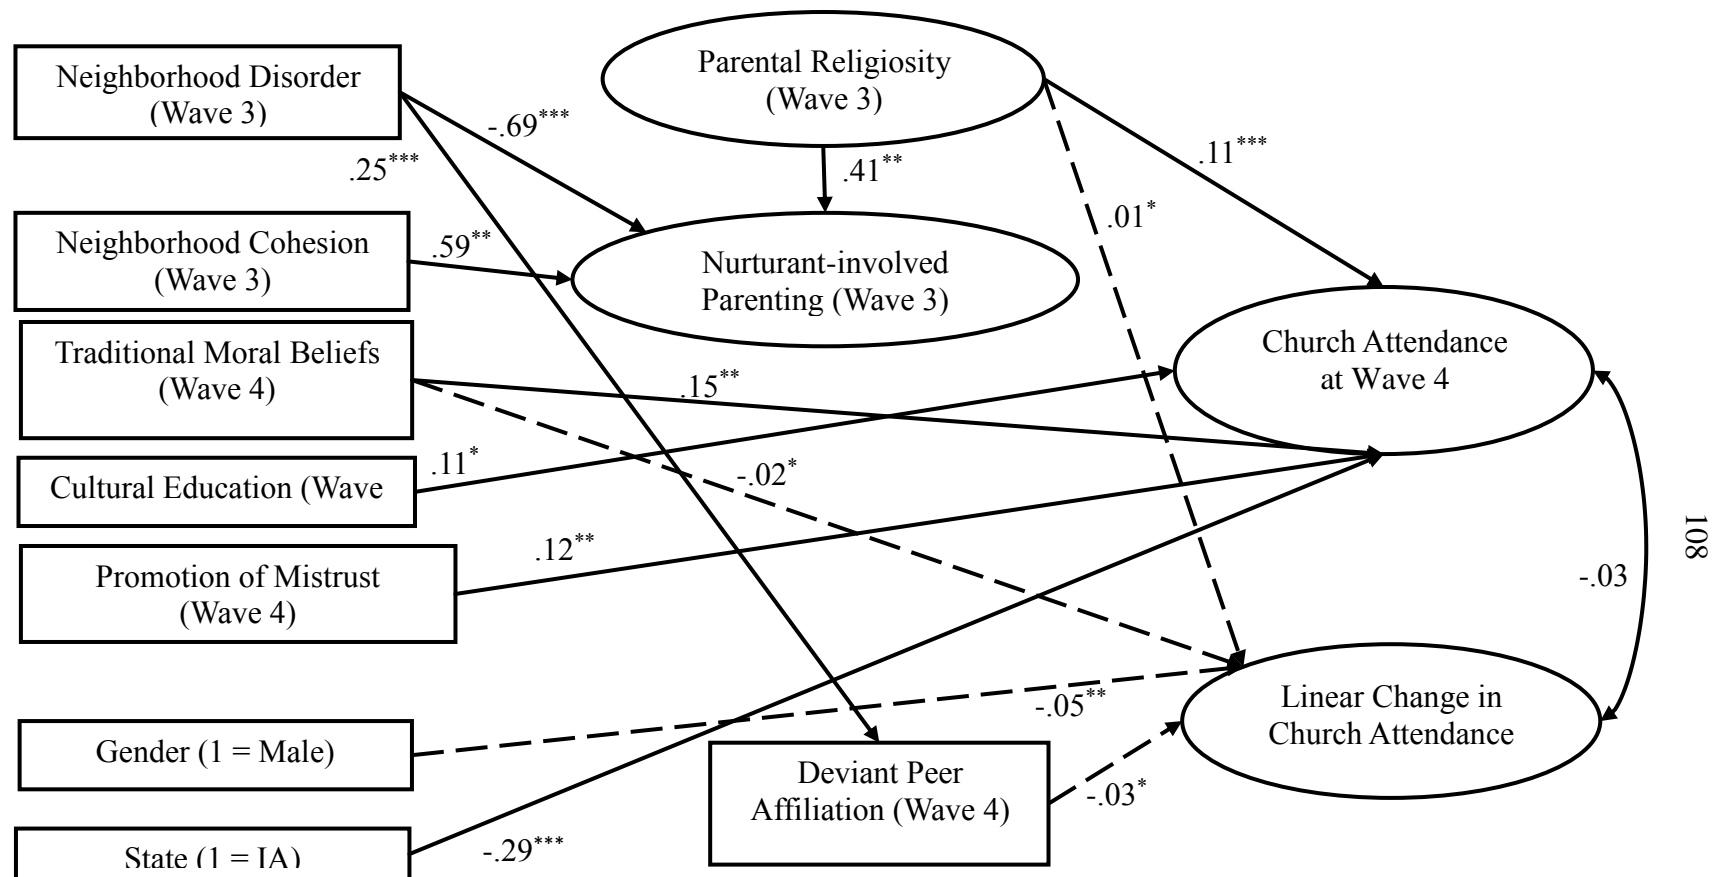 Neighborhood Disorder
(Wave 3)
Parental Religiosity
(Wave 3)
-.69***
.25***
.41**
.11***
.01*
Neighborhood Cohesion
(Wave 3)
.59**
Nurturant-involved
Parenting (Wave 3)
Traditional Moral Beliefs
(Wave 4)
.15**
Church Attendance
at Wave 4
Cultural Education (Wave
.11*
-.02*
Promotion of Mistrust
(Wave 4)
.12**
-.03
108
Gender (1 = Male)
-.05**
Linear Change in
Church Attendance
Deviant Peer
Affiliation (Wave 4)
-.03*
State (1 = IA)
-.29***